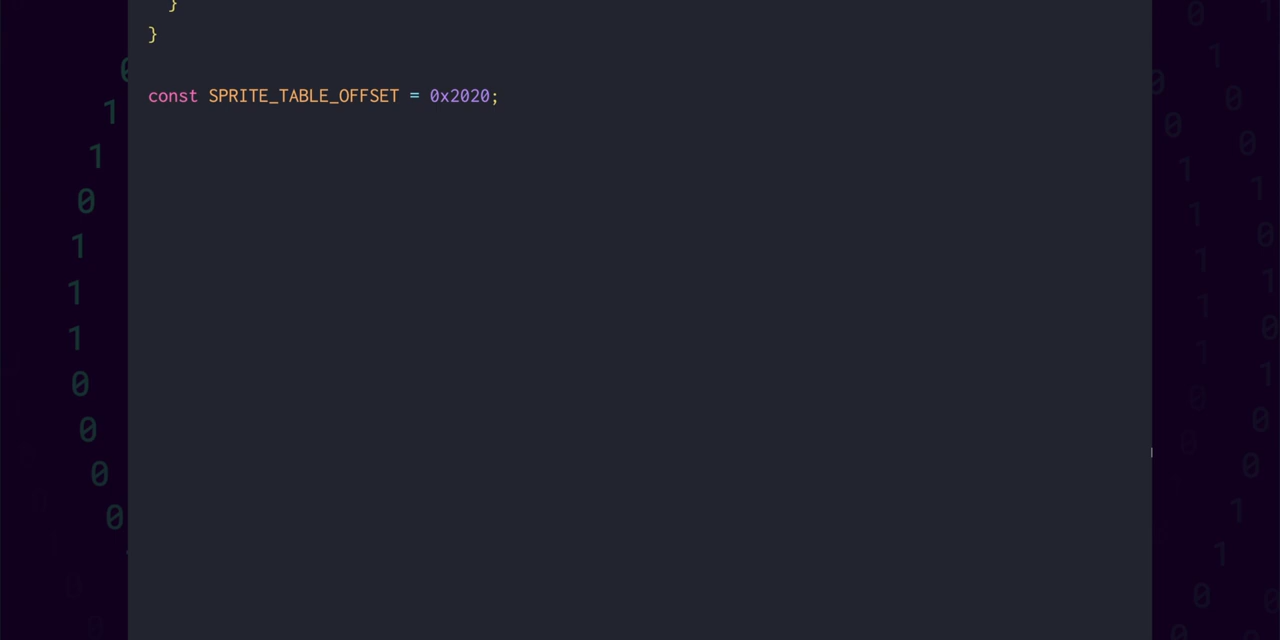 }
}
const SPRITE_TABLE_OFFSET = 0x2020;